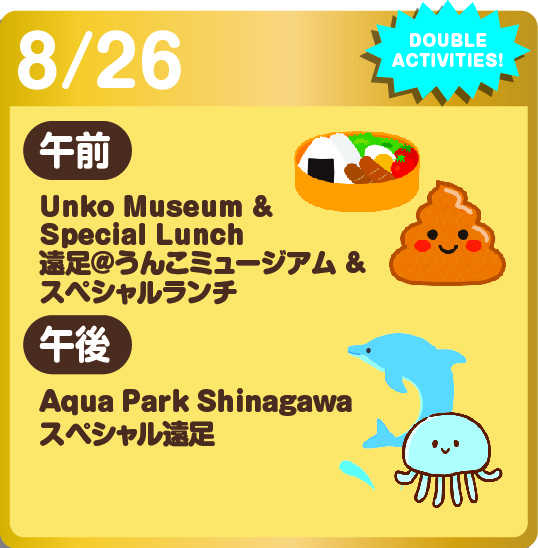 8/26
DOUBLE
ACTIVITIES!
午前
Unko Museum &
Special Lunch
遠足@うんこミュージアム &
スペシャルランチ
午後
Aqua Park Shinagawa
スペシャル遠足